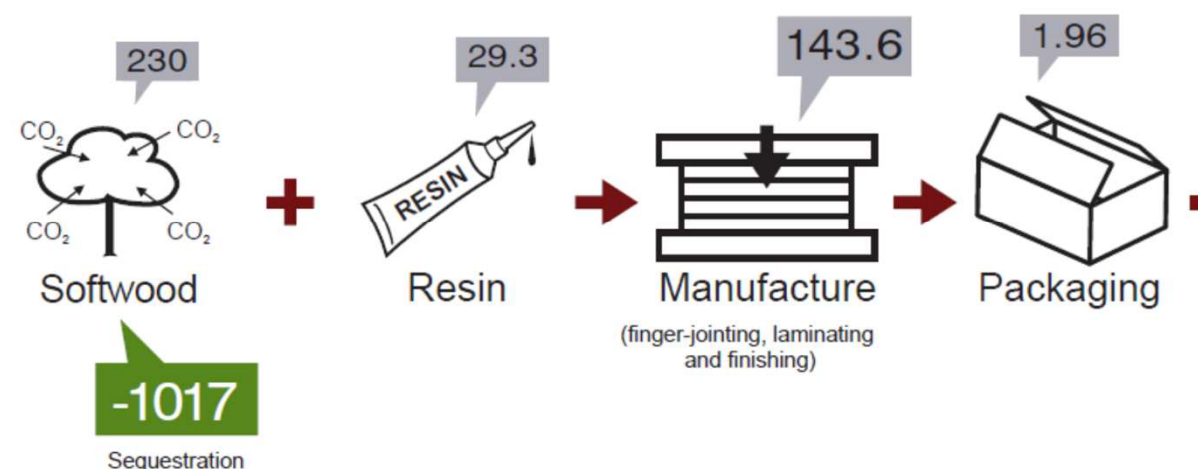 230
29.3
143.6
1.96
CO₂
CO₂
CO₂
CO₂
RESIN
Softwood
Resin
Manufacture
Packaging
(finger-jointing, laminating
and finishing)
-1017
Sequestration